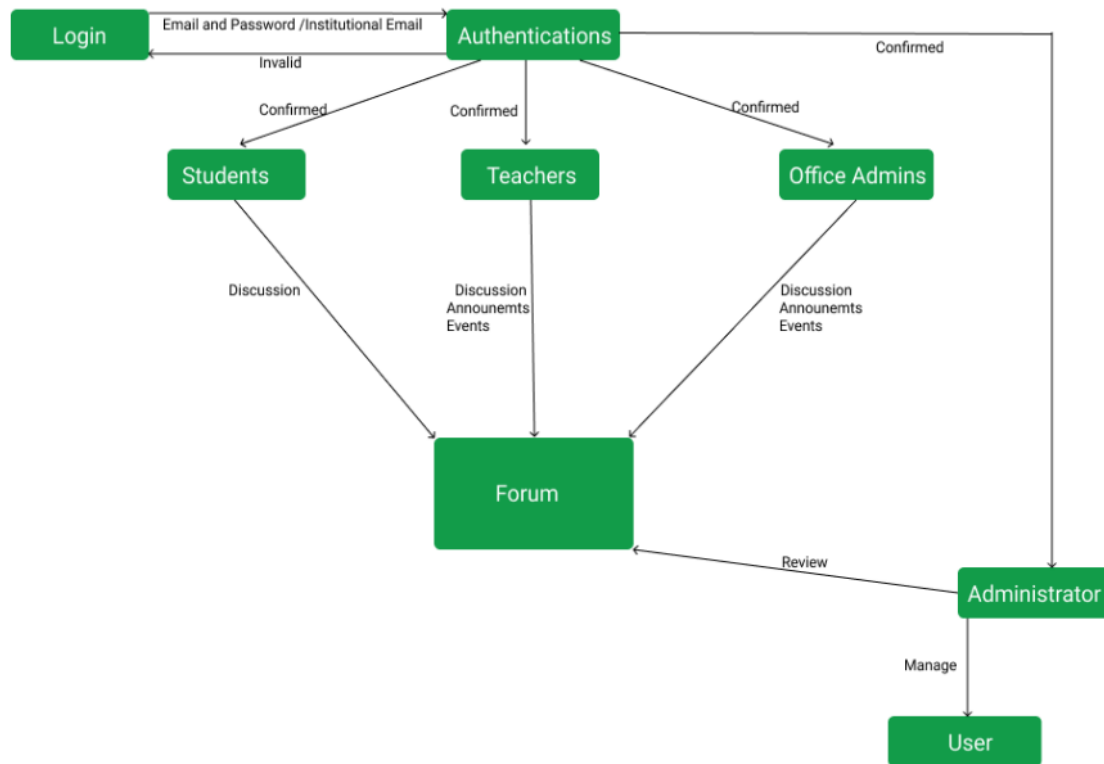 Login
Email and Password /Institutional Email
Authentications
Confirmed
Invalid
Confirmed
Confirmed
Confirmed
Students
Teachers
Office Admins
Discussion
Discussion
Announemts
Events
Discussion
Announemts
Events
Forum
Review
Administrator
Manage
User